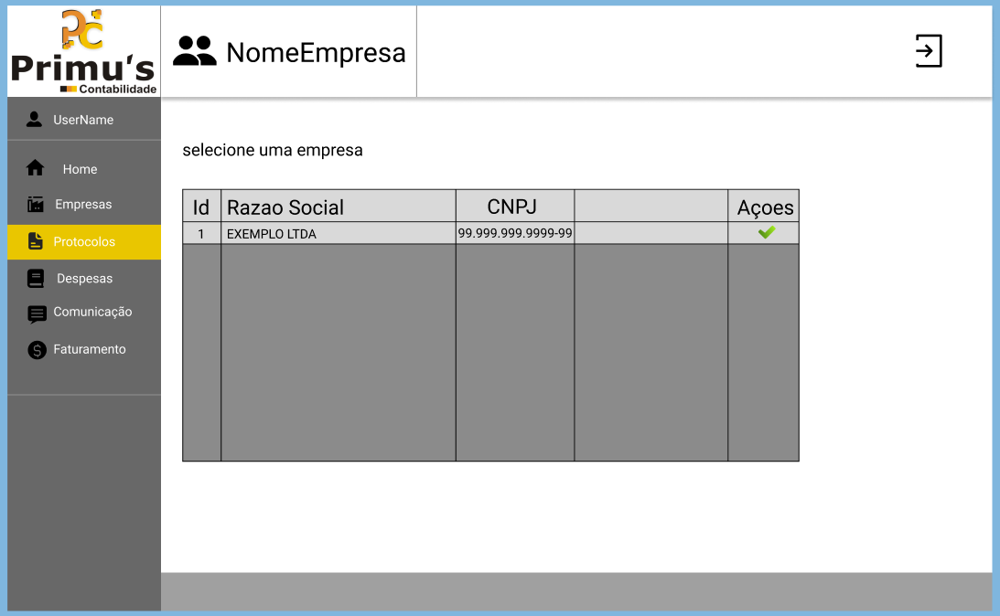 Primu's
Contabilidade
NomeEmpresa
UserName
Home
Empresas
Protocolos
Despesas
Comunicação
Faturamento
selecione uma empresa
Id Razao Social CNPJ Açoes
1 EXEMPLO LTDA 99.999.999.9999-99